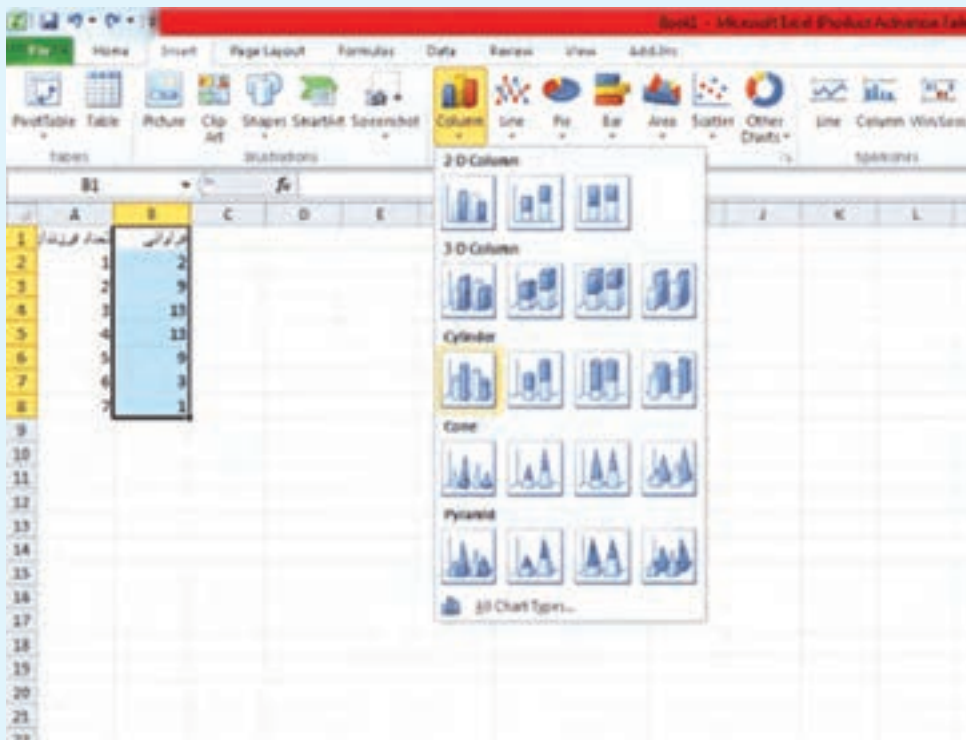 Book1 - Microsoft Excel (Product Activation Fail
File Home Insert Page Layout Formulas Data Review View Add-Ins
PivotTable Table Picture Clip Art Shapes SmartArt Screenshot Column Line Pie Bar Area Scatter Other Charts Line Column Win/Loss
Tables Illustrations Sparklines
B1 fx
2-D Column
A B C D E J K L
1 تعداد فرزندان فراوانی
3-D Column
2 1 2
3 2 9
4 3 13
5 4 13
Cylinder
6 5 9
7 6 3
8 7 1
9
Cone
10
11
12
13
Pyramid
14
15
16
All Chart Types...
17
18
19
20
21
22